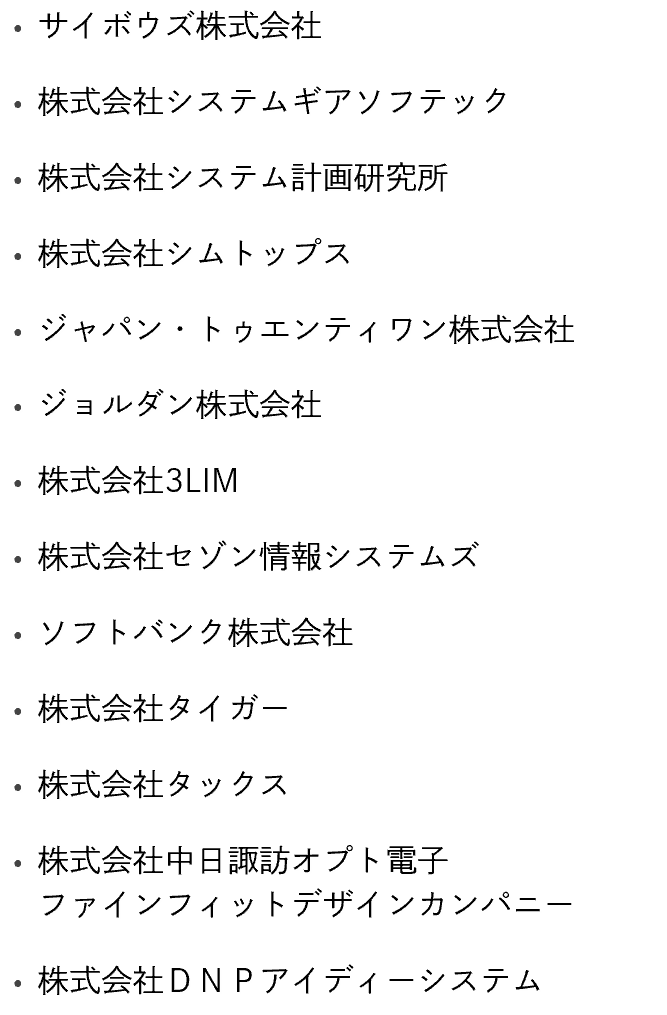 ・サイボウズ株式会社
・株式会社システムギアソフテック
・株式会社システム計画研究所
・株式会社シムトップス
・ジャパン・トゥエンティワン株式会社
・ジョルダン株式会社
・株式会社3LIM
・株式会社セゾン情報システムズ
・ソフトバンク株式会社
・株式会社タイガー
・株式会社タックス
・株式会社中日諏訪オプト電子
ファインフィットデザインカンパニー
・株式会社ＤＮＰアイディーシステム